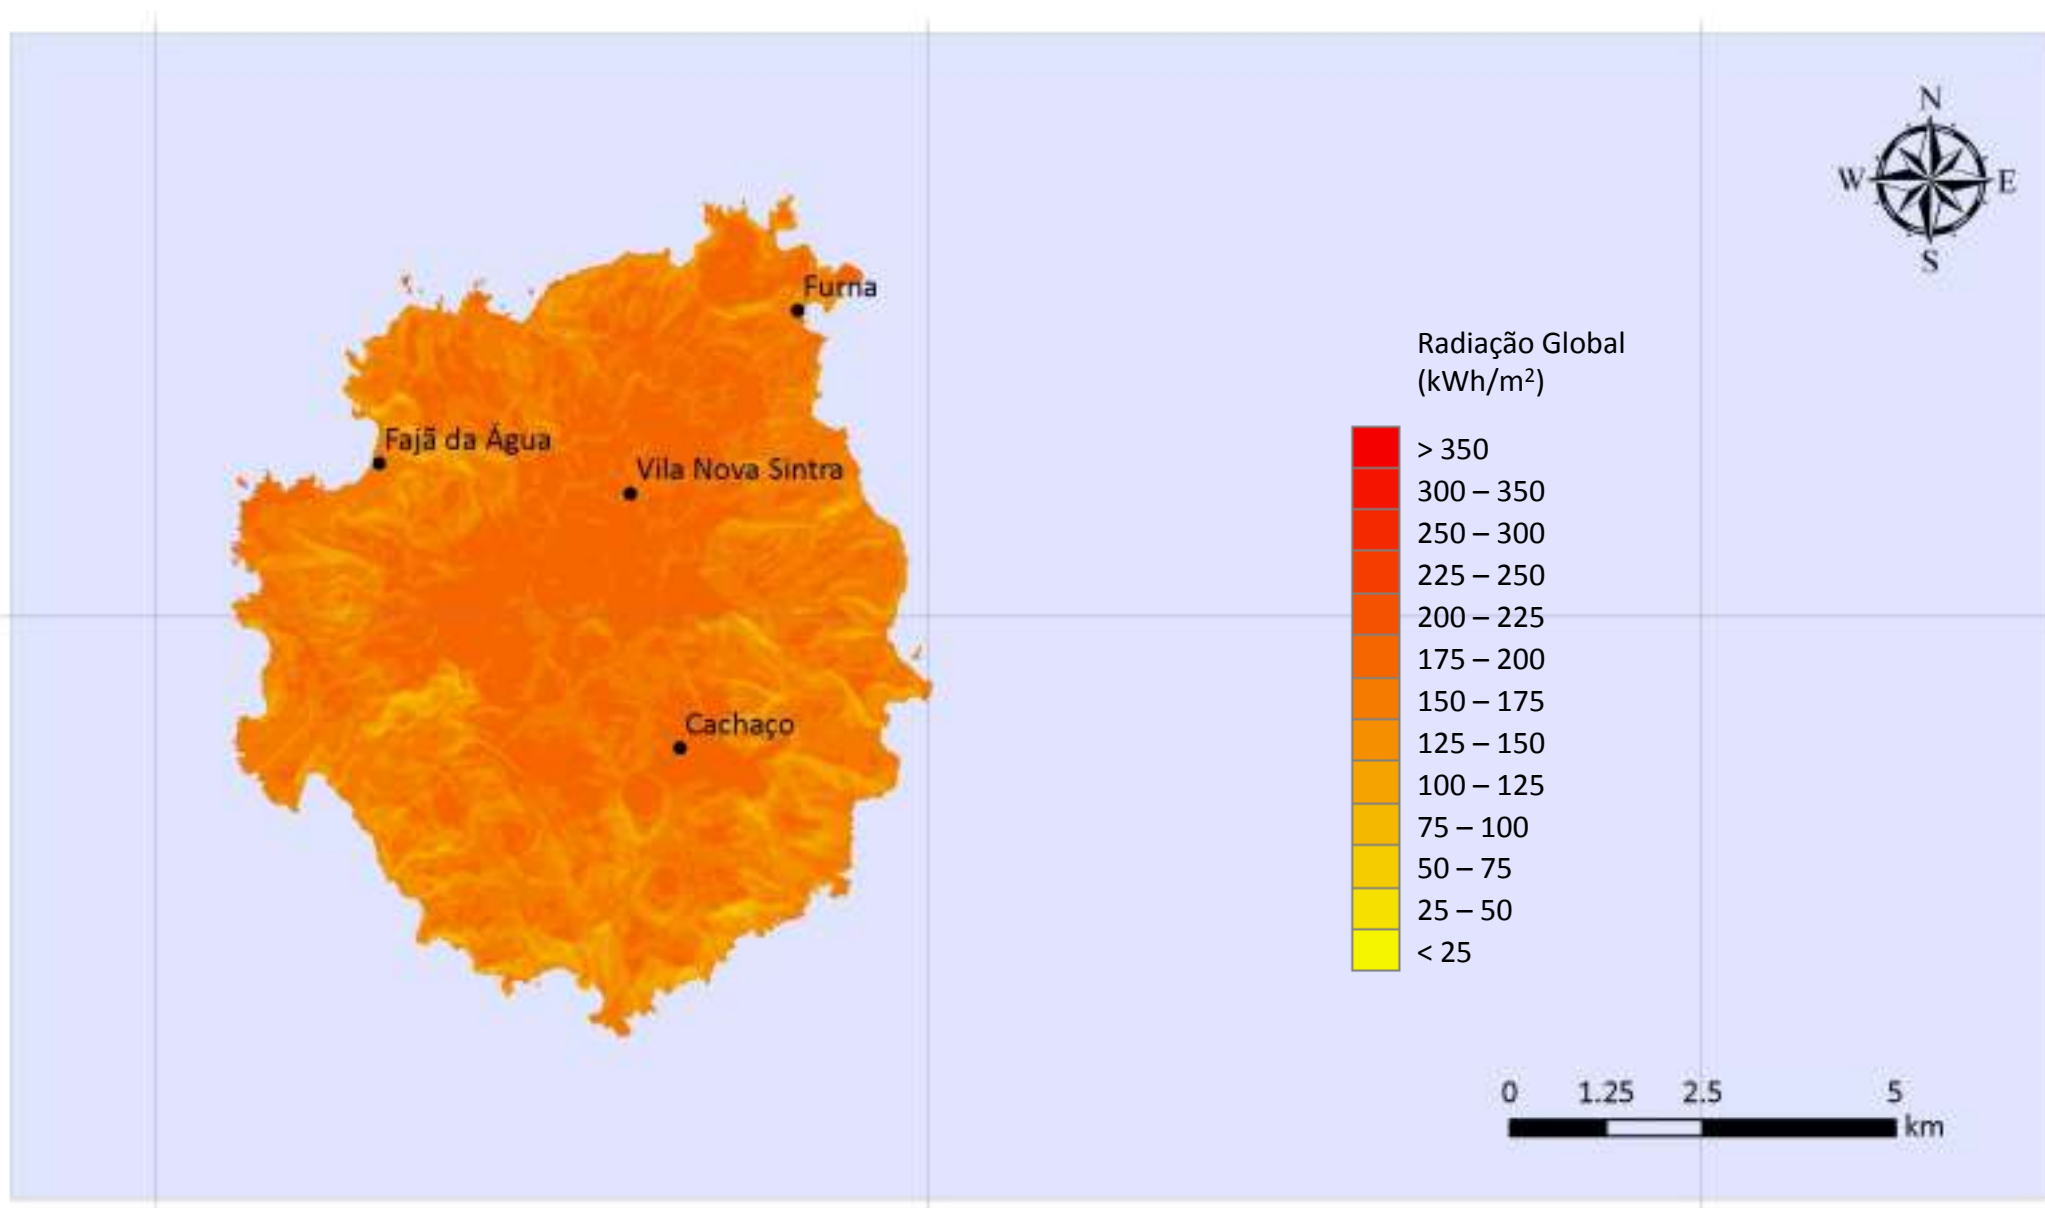 N
W E
S
Furna
Fajã da Água
Vila Nova Sintra
Cachaço
Radiação Global
(kWh/m²)
> 350
300 – 350
250 – 300
225 – 250
200 – 225
175 – 200
150 – 175
125 – 150
100 – 125
75 – 100
50 – 75
25 – 50
< 25
0 1.25 2.5 5
km